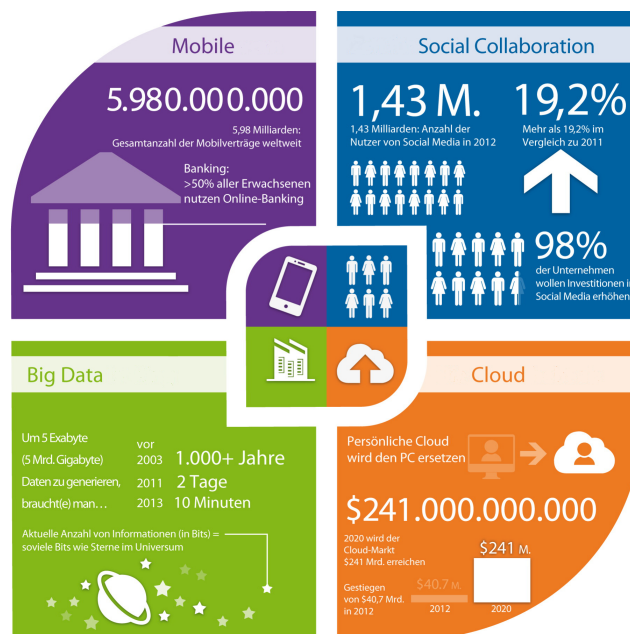 Mobile
5.980.000.000
5,98 Milliarden:
Gesamtanzahl der Mobilverträge weltweit
Banking:
>50% aller Erwachsenen
nutzen Online-Banking
Social Collaboration
1,43 M.
1,43 Milliarden: Anzahl der
Nutzer von Social Media in 2012
19,2%
Mehr als 19,2% im
Vergleich zu 2011
98%
der Unternehmen
wollen Investitionen in
Social Media erhöhen
Big Data
Um 5 Exabyte
(5 Mrd. Gigabyte)
Daten zu generieren,
braucht(e) man…
vor
2003 1.000+ Jahre
2011 2 Tage
2013 10 Minuten
Aktuelle Anzahl von Informationen (in Bits) =
soviele Bits wie Sterne im Universum
Cloud
Persönliche Cloud
wird den PC ersetzen
$241.000.000.000
2020 wird der
Cloud-Markt
$241 Mrd. erreichen
Gestiegen
von $40,7 Mrd.
in 2012
$40.7 M.
2012
$241 M.
2020